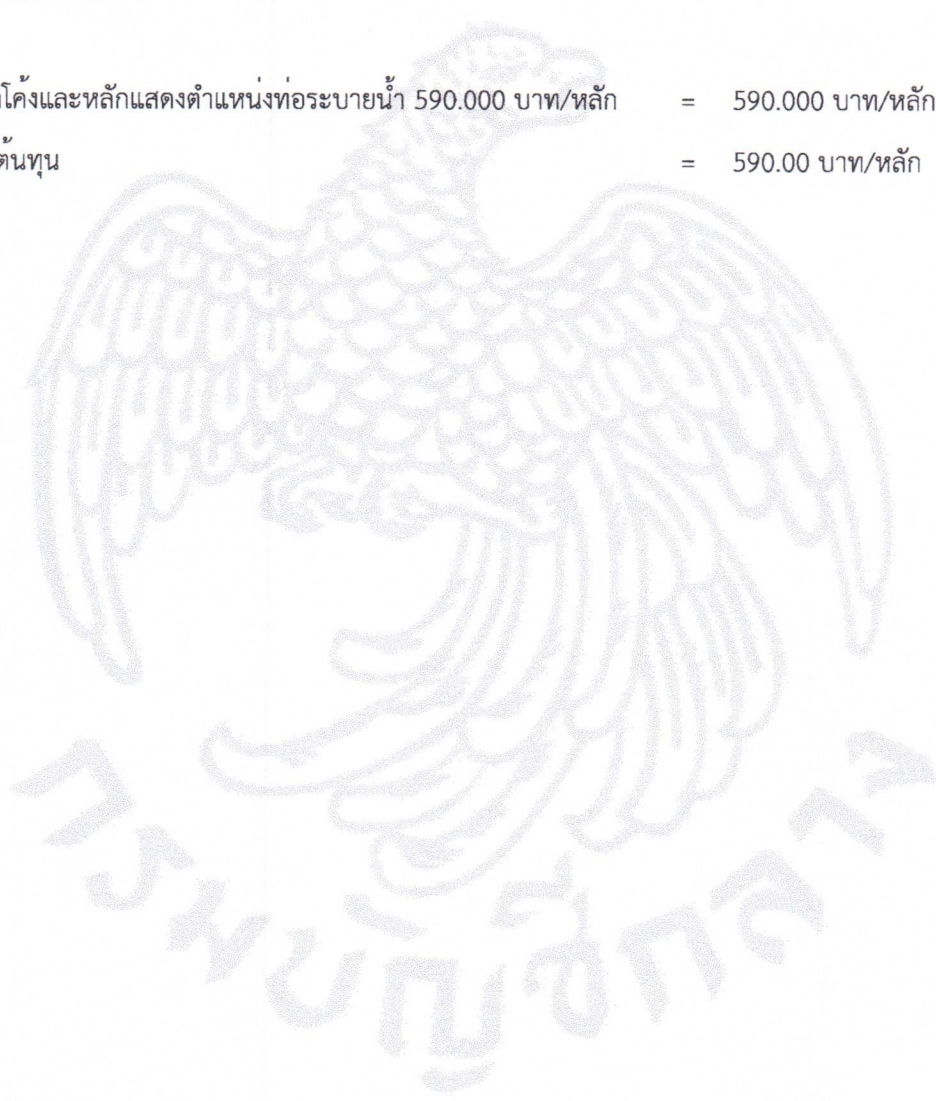 โค้งและหลักแสดงตำแหน่งท่อระบายน้ำ 590.000 บาท/หลัก = 590.000 บาท/หลัก
ต้นทุน = 590.00 บาท/หลัก
กรมบัญชีกลาง